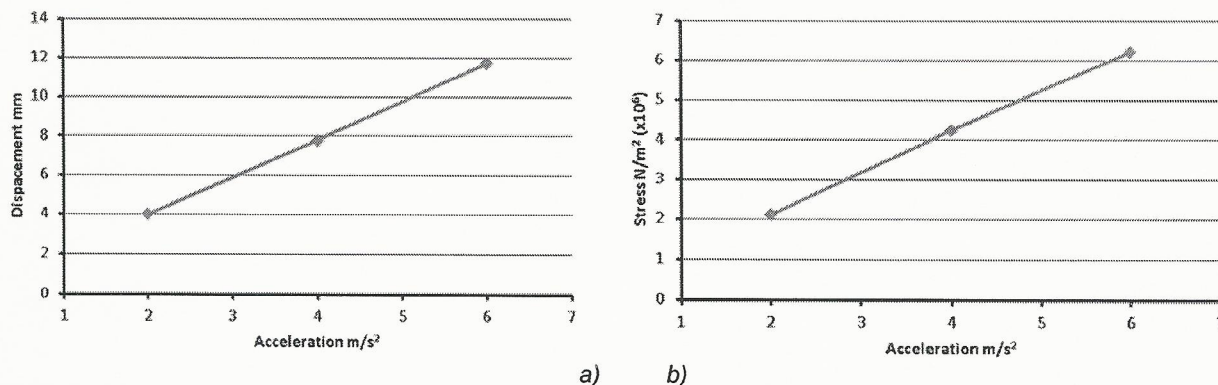 14
12
10
8
6
4
2
0
Dispacement mm
1 2 3 4 5 6 7
Acceleration m/s²
a)
7
6
5
4
3
2
1
0
Stress N/m² (x10⁶)
1 2 3 4 5 6 7
Acceleration m/s²
b)